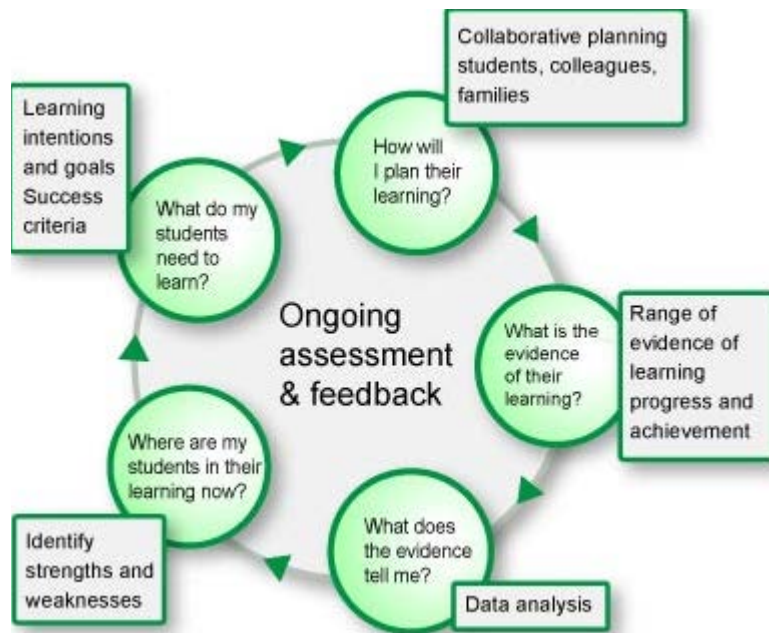 Collaborative planning
students, colleagues,
families
Learning
intentions
and goals
Success
criteria
How will
I plan their
learning?
What do my
students
need to
learn?
Ongoing
assessment
& feedback
What is the
evidence
of their
learning?
Range of
evidence of
learning
progress and
achievement
Where are my
students in their
learning now?
Identify
strengths and
weaknesses
What does
the evidence
tell me?
Data analysis